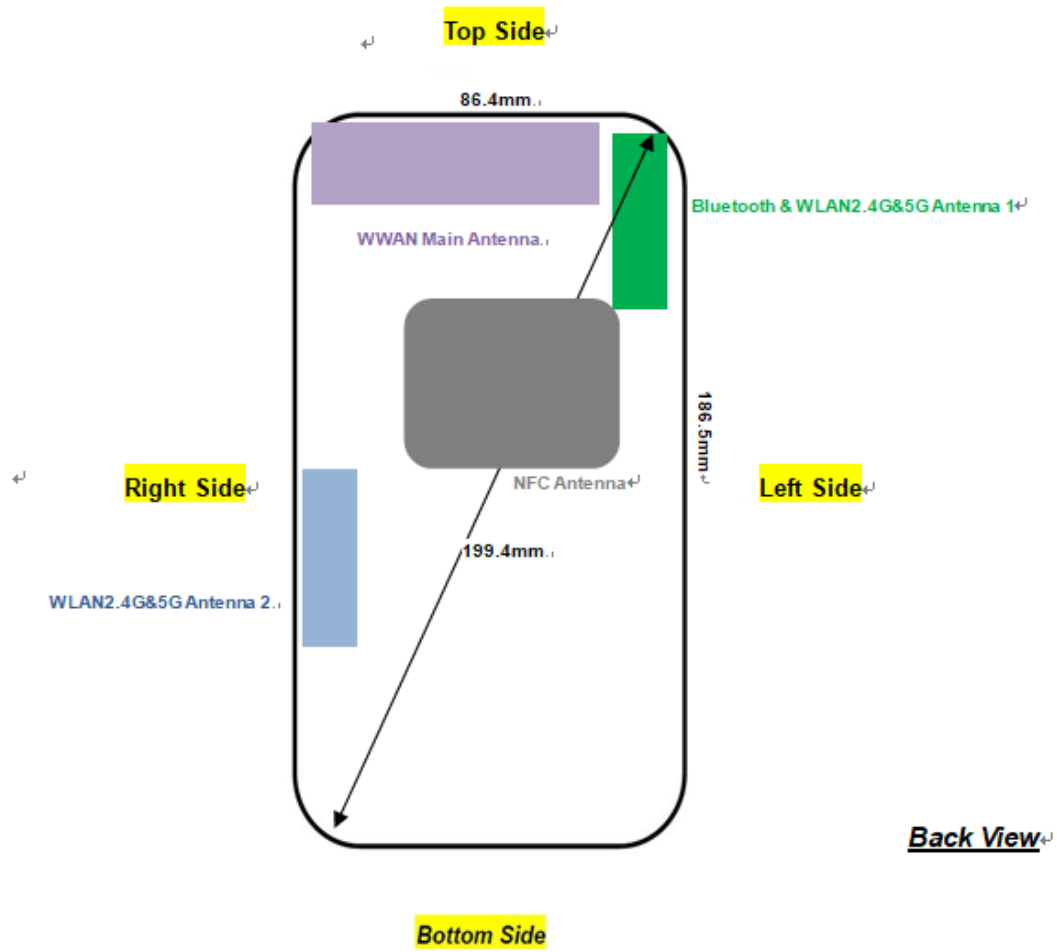 Top Side
86.4mm.
Bluetooth & WLAN2.4G&5G Antenna 1
WWAN Main Antenna.
186.5mm
Right Side
NFC Antenna
Left Side
199.4mm.
WLAN2.4G&5G Antenna 2.
Back View
Bottom Side